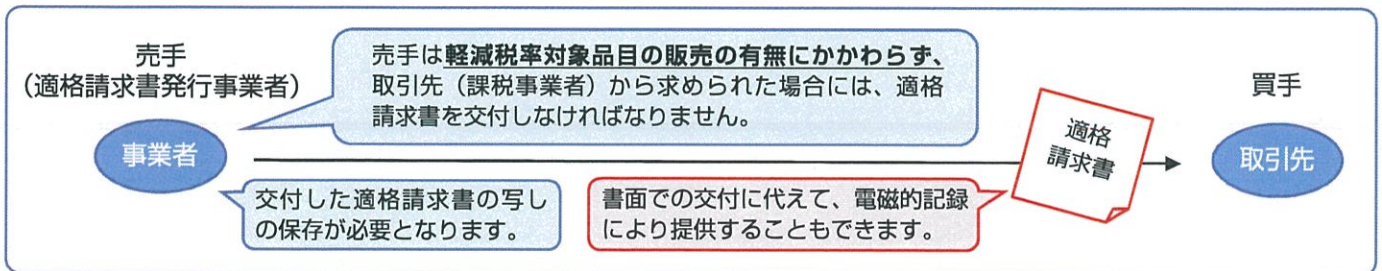 売手
（適格請求書発行事業者）
事業者
売手は軽減税率対象品目の販売の有無にかかわらず、
取引先（課税事業者）から求められた場合には、適格
請求書を交付しなければなりません。
買手
取引先
適格
請求書
交付した適格請求書の写し
の保存が必要となります。
書面での交付に代えて、電磁的記録
により提供することもできます。